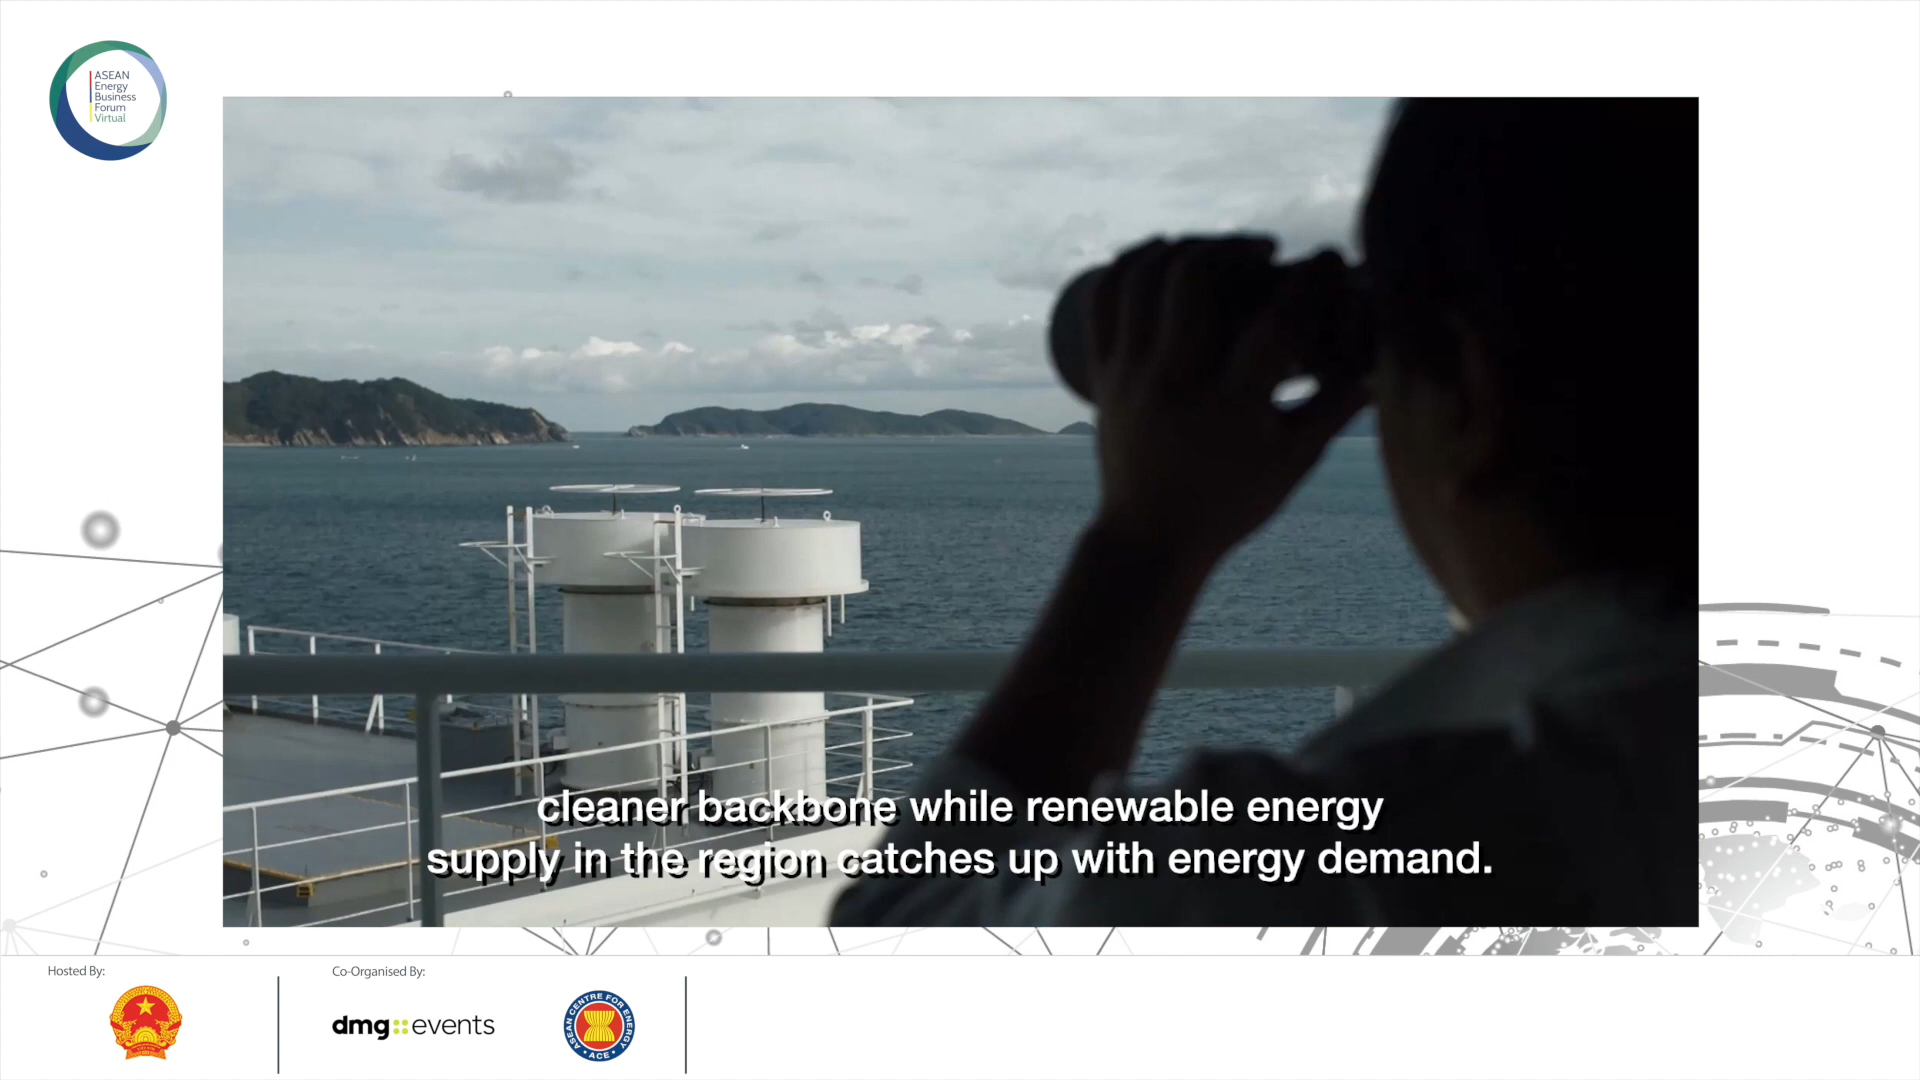 ASEAN
Energy
Business
Forum
Virtual
cleaner backbone while renewable energy
supply in the region catches up with energy demand.
Hosted By:
Co-Organised By:
dmg::events
ASEAN CENTRE FOR ENERGY
• ACE •